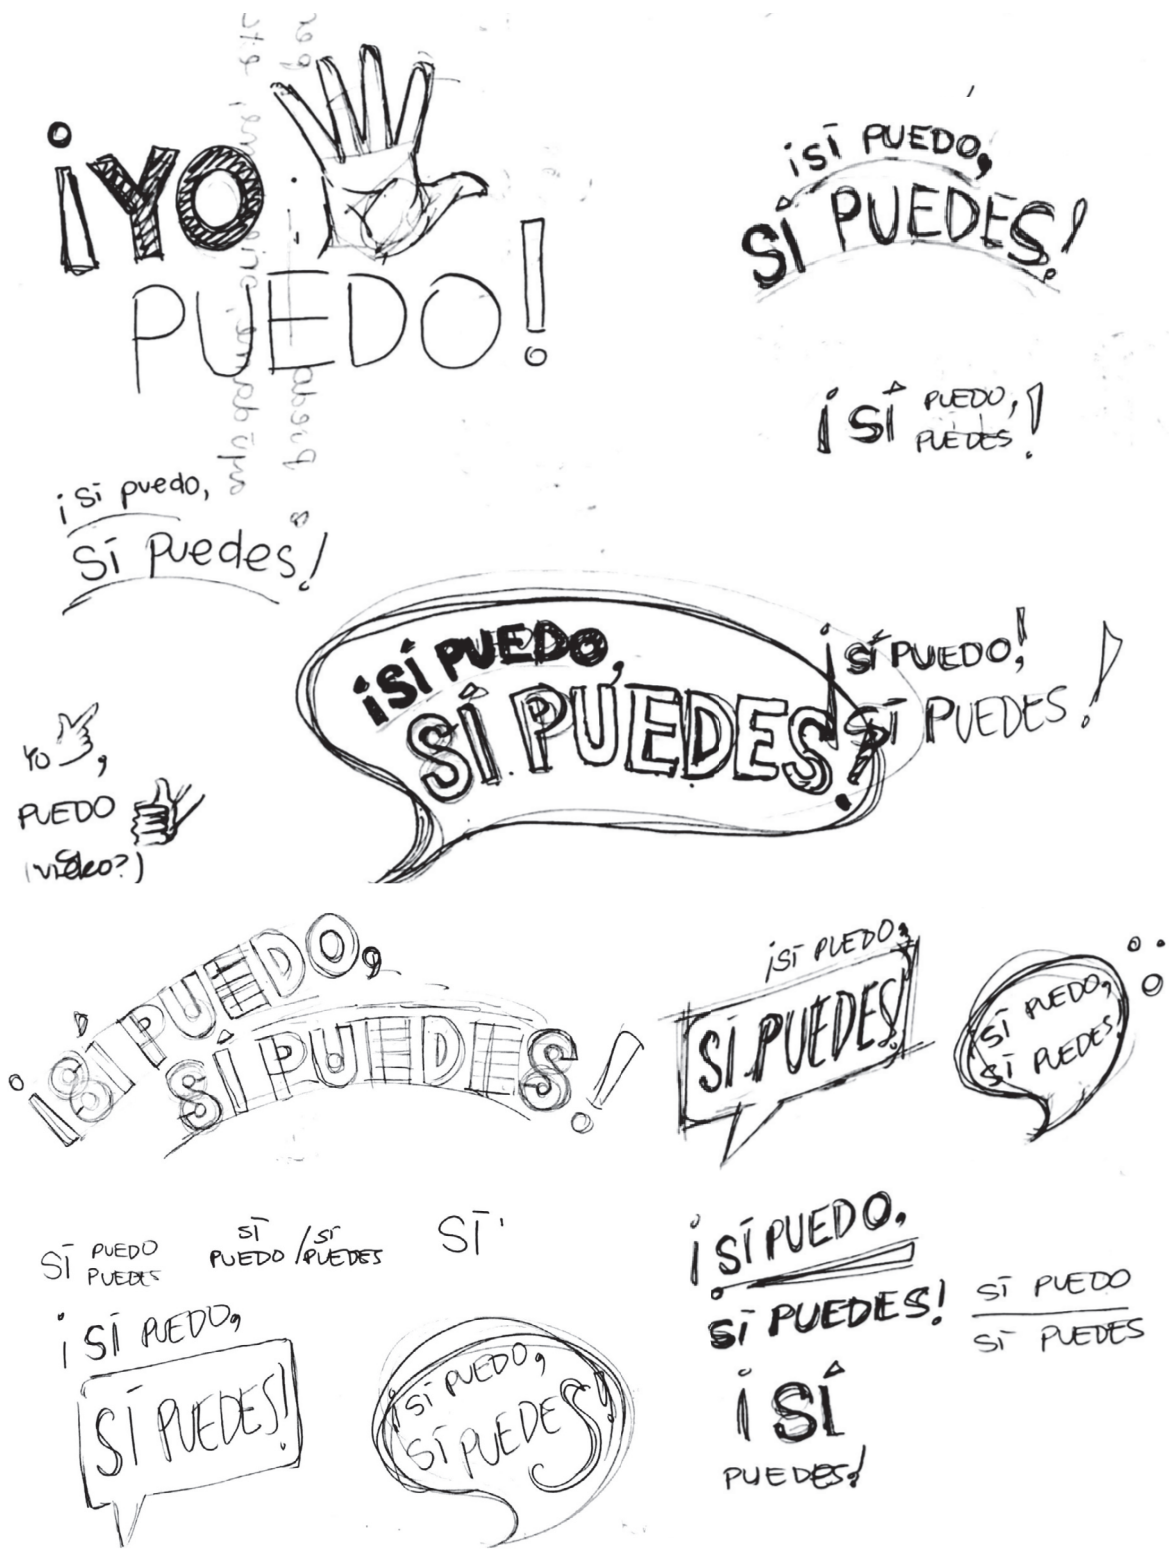 ¡YO
PUEDO!
¡SÍ PUEDO,
SÍ PUEDES!
¡SÍ PUEDO,
PUEDES!
¡Sí puedo,
Sí Puedes!
¡SÍ PUEDO,
SÍ PUEDES!
¡SÍ PUEDO!
SÍ PUEDES!
YO ,
PUEDO
¡SÍ PUEDO,
SÍ PUEDES!
¡SÍ PUEDO,
SÍ PUEDES!
SÍ PUEDO,
SÍ PUEDES
SÍ PUEDO
PUEDES
SÍ SÍ
PUEDO / PUEDES
SÍ
¡SÍ PUEDO,
SÍ PUEDES!
¡SÍ PUEDO,
SÍ PUEDES!
¡SÍ PUEDO,
SÍ PUEDES!
SÍ PUEDO
SÍ PUEDES
¡SÍ
PUEDES!